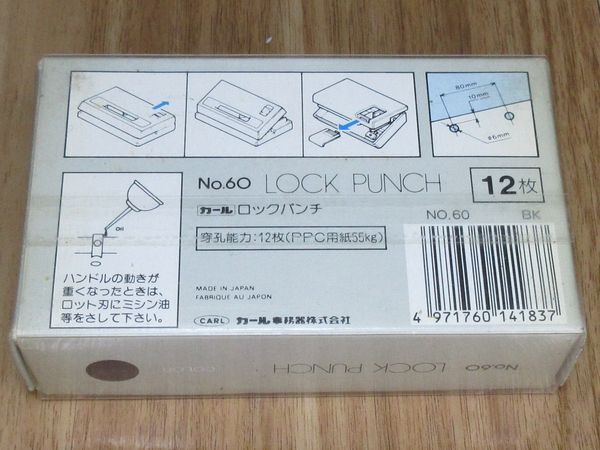 80mm
10mm
φ6mm
No.60 LOCK PUNCH 12枚
カール ロックパンチ
NO.60 BK
穿孔能力:12枚(PPC用紙55kg)
Oil
ハンドルの動きが
重くなったときは、
ロット刃にミシン油
等をさして下さい。
MADE IN JAPAN
FABRIQUE AU JAPON
CARL カール事務器株式会社
4 971760 141837
COLOR
No.60 LOCK PUNCH